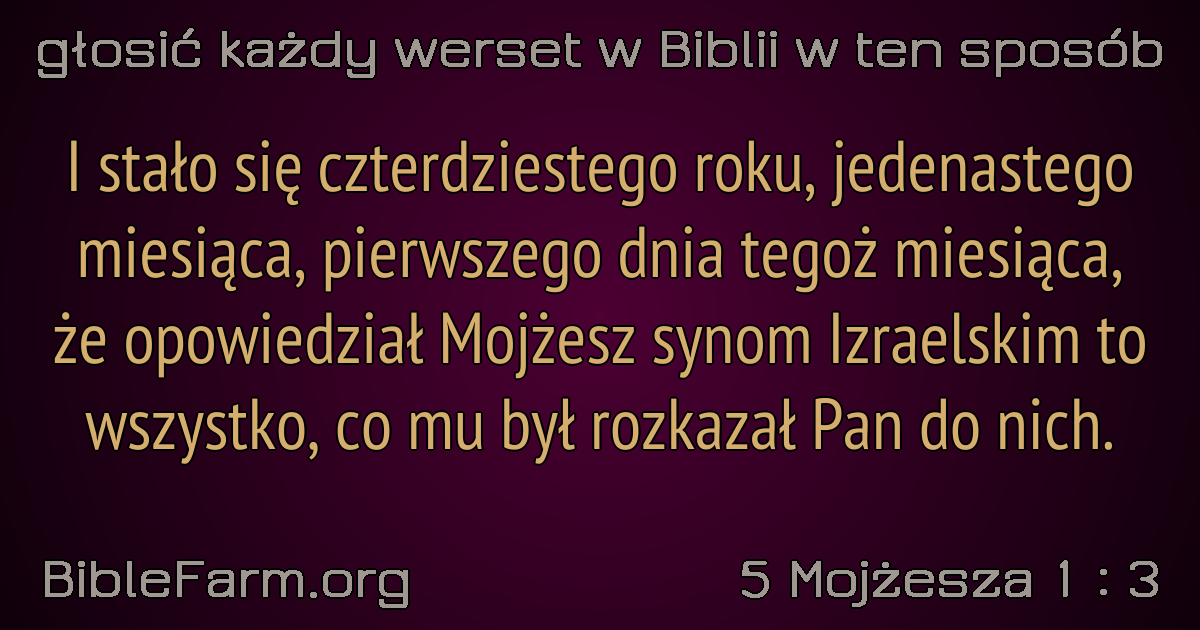 głosić każdy werset w Biblii w ten sposób
I stało się czterdziestego roku, jedenastego
miesiąca, pierwszego dnia tegoż miesiąca,
że opowiedział Mojżesz synom Izraelskim to
wszystko, co mu był rozkazał Pan do nich.
BibleFarm.org
5 Mojżesza 1 : 3